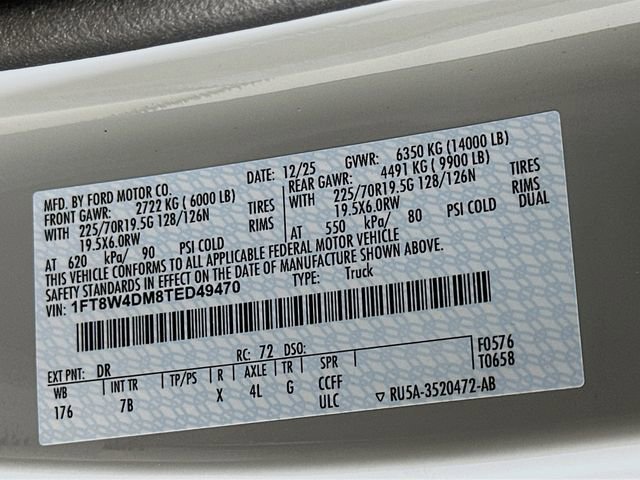 MFD. BY FORD MOTOR CO.
DATE: 12/25 GVWR: 6350 KG (14000 LB)
FRONT GAWR: 2722 KG (6000 LB) REAR GAWR: 4491 KG (9900 LB)
WITH 225/70R19.5G 128/126N TIRES WITH 225/70R19.5G 128/126N TIRES
19.5X6.0RW RIMS 19.5X6.0RW RIMS
AT 620 kPa/ 90 PSI COLD AT 550 kPa/ 80 PSI COLD DUAL
THIS VEHICLE CONFORMS TO ALL APPLICABLE FEDERAL MOTOR VEHICLE
SAFETY STANDARDS IN EFFECT ON THE DATE OF MANUFACTURE SHOWN ABOVE.
VIN: 1FT8W4DM8TED49470 TYPE: Truck
F0576
T0658
EXT PNT: DR RC: 72 DSO:
WB INT TR TP/PS R AXLE TR SPR
176 7B X 4L G CCFF
ULC
▽ RU5A-3520472-AB